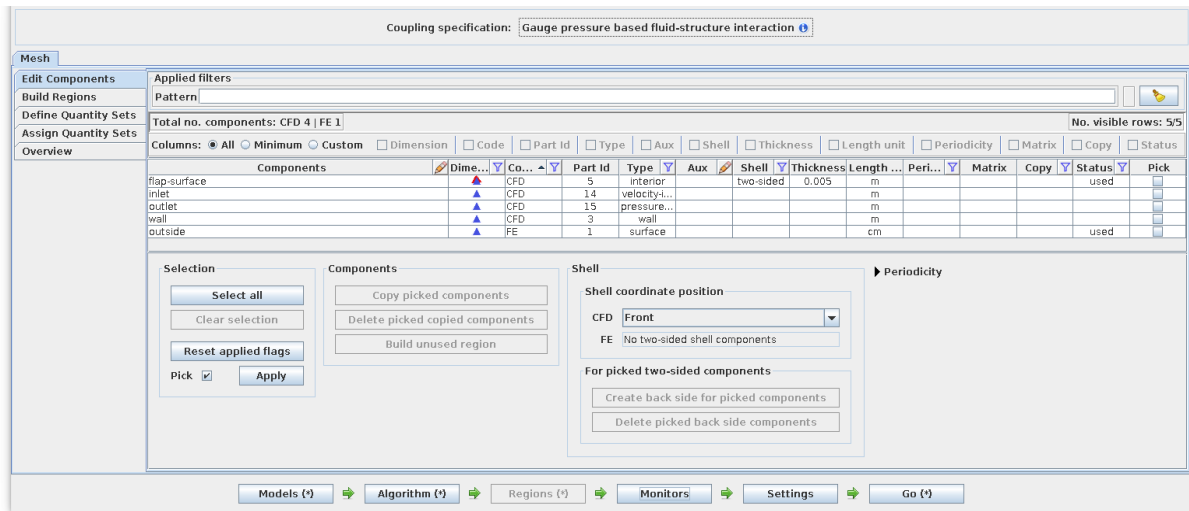 Coupling specification: Gauge pressure based fluid-structure interaction
Mesh
Edit Components
Build Regions
Define Quantity Sets
Assign Quantity Sets
Overview
Applied filters
Pattern
Total no. components: CFD 4 | FE 1 No. visible rows: 5/5
Columns: All Minimum Custom Dimension Code Part Id Type Aux Shell Thickness Length unit Periodicity Matrix Copy Status
Components Dime... Co... Part Id Type Aux Shell Thickness Length ... Peri... Matrix Copy Status Pick
flap-surface CFD 5 interior two-sided 0.005 m used
inlet CFD 14 velocity-i... m
outlet CFD 15 pressure... m
wall CFD 3 wall m
outside FE 1 surface cm used
Selection
Select all
Clear selection
Reset applied flags
Pick Apply
Components
Copy picked components
Delete picked copied components
Build unused region
Shell
Shell coordinate position
CFD Front
FE No two-sided shell components
For picked two-sided components
Create back side for picked components
Delete picked back side components
Periodicity
Models (*) Algorithm (*) Regions (*) Monitors Settings Go (*)